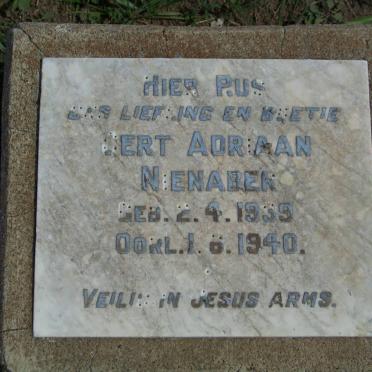 HIER RUS
ONS LIEFLING EN BOETIE
GERT ADRIAAN
NIENABER
GEB. 2.4.1939
OORL. 1.6.1940.
VEILIG IN JESUS ARMS.